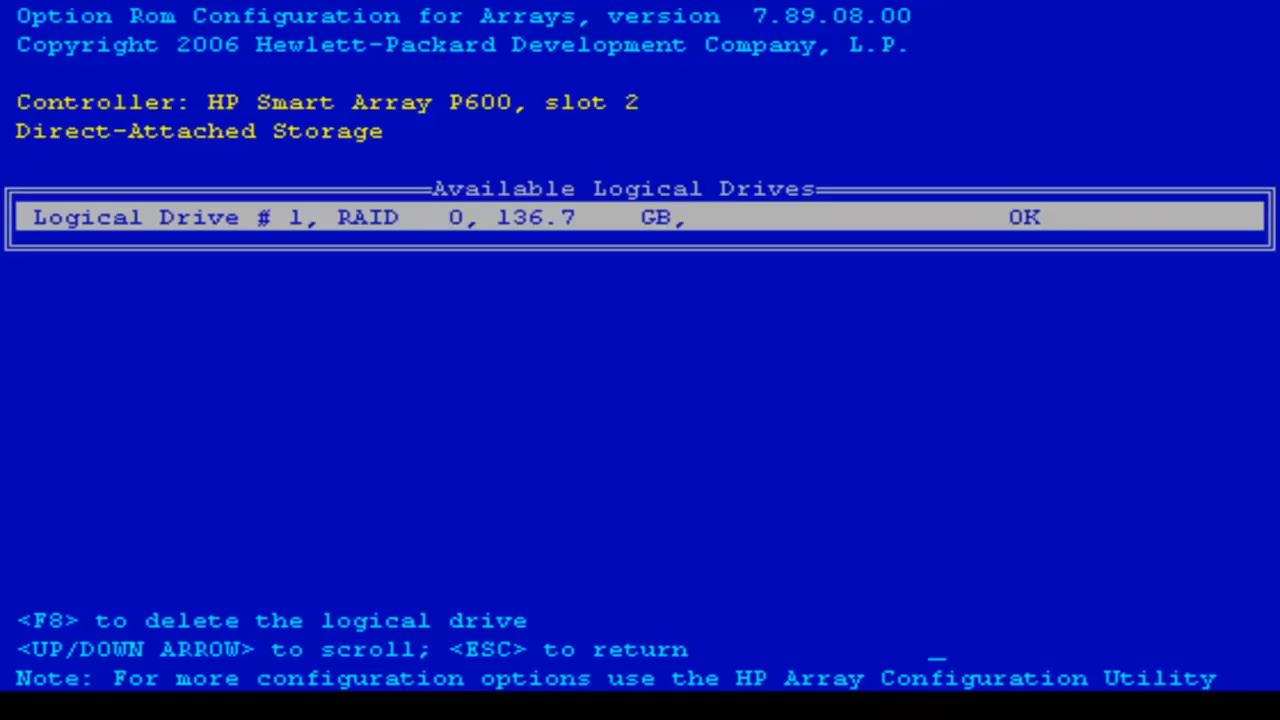 Option Rom Configuration for Arrays, version  7.89.08.00
Copyright 2006 Hewlett-Packard Development Company, L.P.
Controller: HP Smart Array P600, slot 2
Direct-Attached Storage
Available Logical Drives
Logical Drive # 1, RAID   0, 136.7    GB,                    OK
<F8> to delete the logical drive
<UP/DOWN ARROW> to scroll; <ESC> to return
Note: For more configuration options use the HP Array Configuration Utility